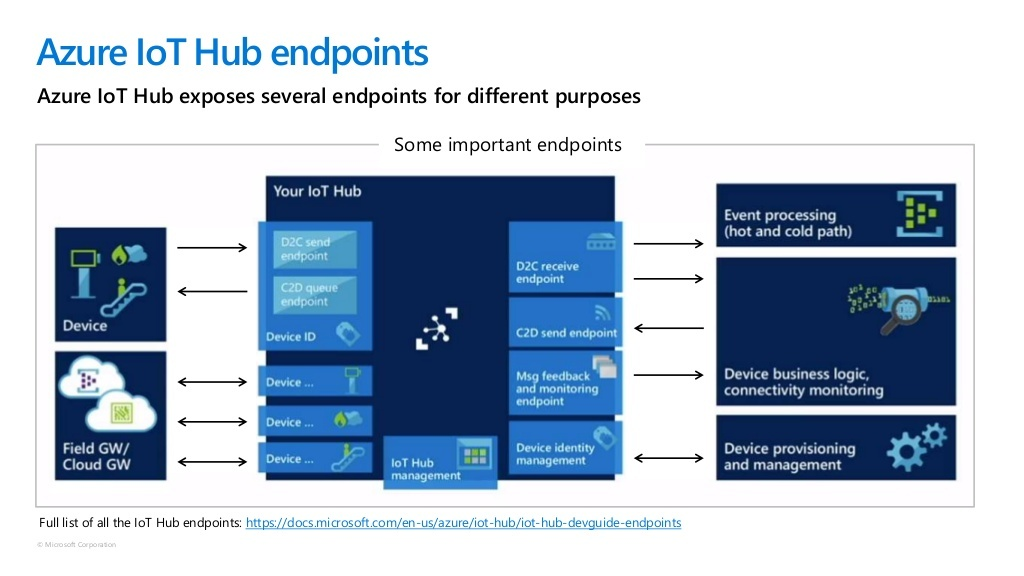 Azure IoT Hub endpoints
Azure IoT Hub exposes several endpoints for different purposes
Some important endpoints
Device
Field GW/
Cloud GW
Your IoT Hub
D2C send
endpoint
C2D queue
endpoint
Device ID
Device ...
Device ...
Device ...
IoT Hub
management
D2C receive
endpoint
C2D send endpoint
Msg feedback
and monitoring
endpoint
Device identity
management
Event processing
(hot and cold path)
Device business logic,
connectivity monitoring
Device provisioning
and management
Full list of all the IoT Hub endpoints: https://docs.microsoft.com/en-us/azure/iot-hub/iot-hub-devguide-endpoints
© Microsoft Corporation